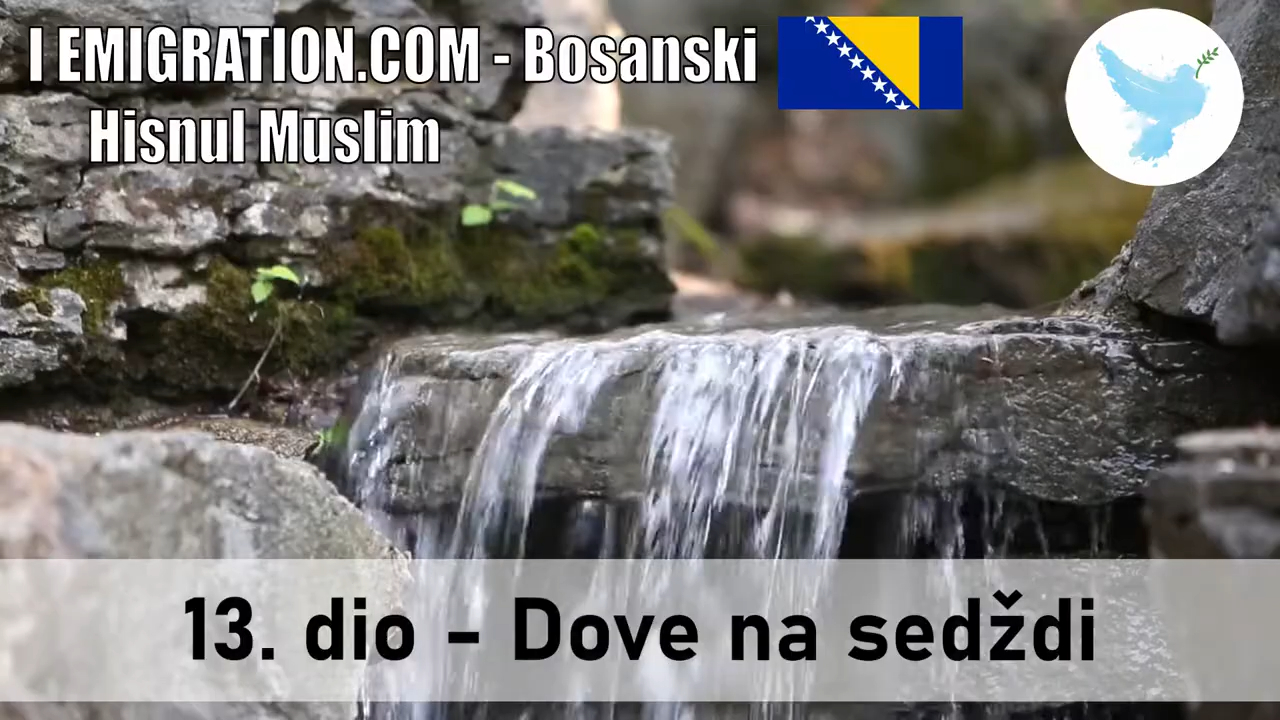 I EMIGRATION.COM - Bosanski
Hisnul Muslim
13. dio - Dove na sedždi